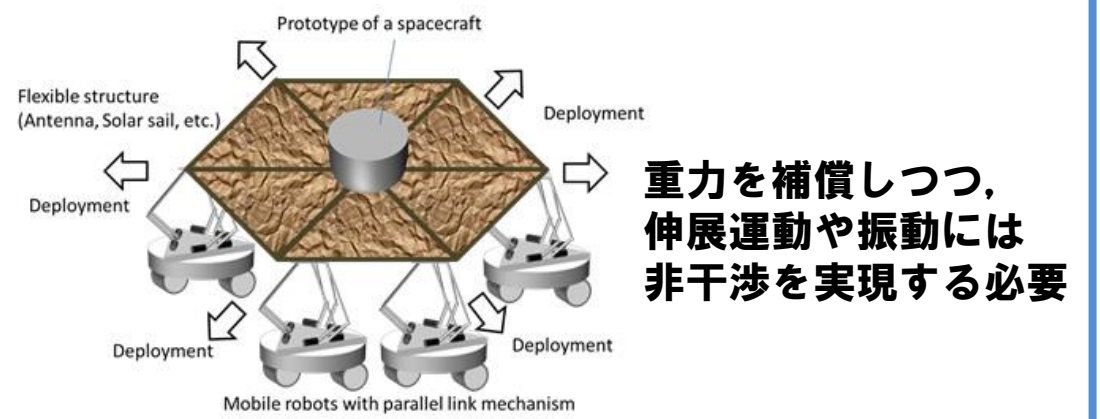 Prototype of a spacecraft
Flexible structure
(Antenna, Solar sail, etc.)
Deployment
Deployment
重力を補償しつつ,
伸展運動や振動には
非干渉を実現する必要
Deployment
Deployment
Mobile robots with parallel link mechanism